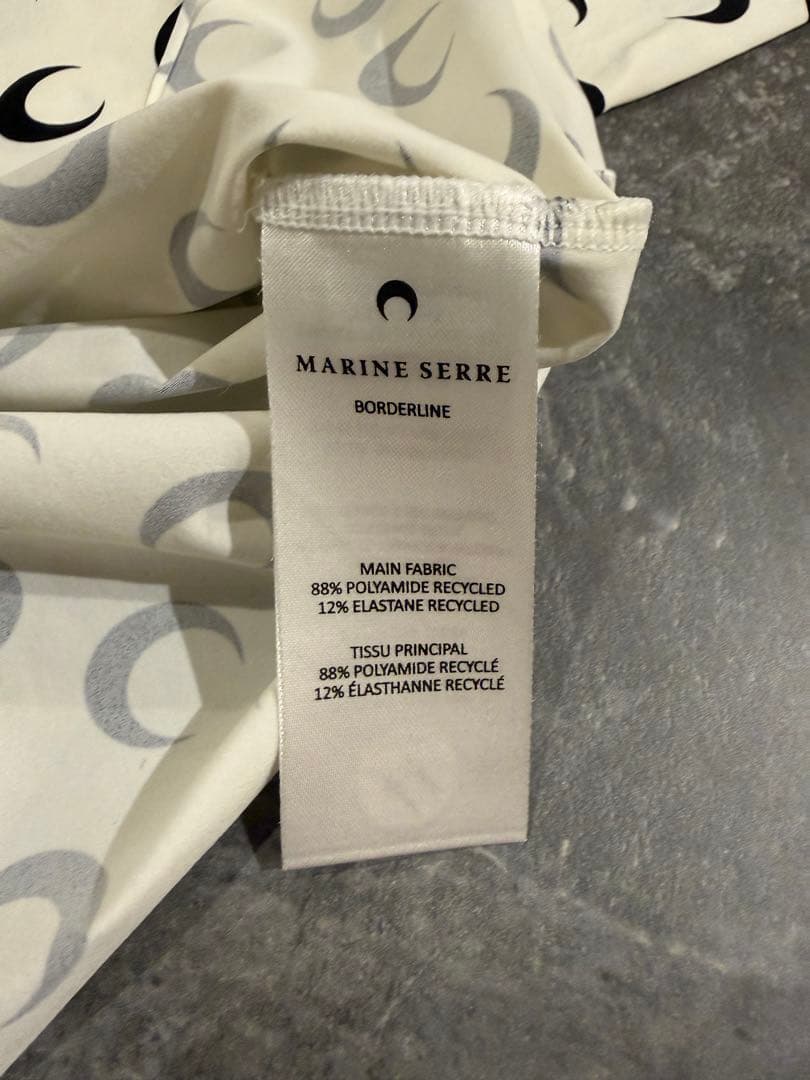 MARINE SERRE
BORDERLINE
MAIN FABRIC
88% POLYAMIDE RECYCLED
12% ELASTANE RECYCLED
TISSU PRINCIPAL
88% POLYAMIDE RECYCLÉ
12% ÉLASTHANNE RECYCLÉ